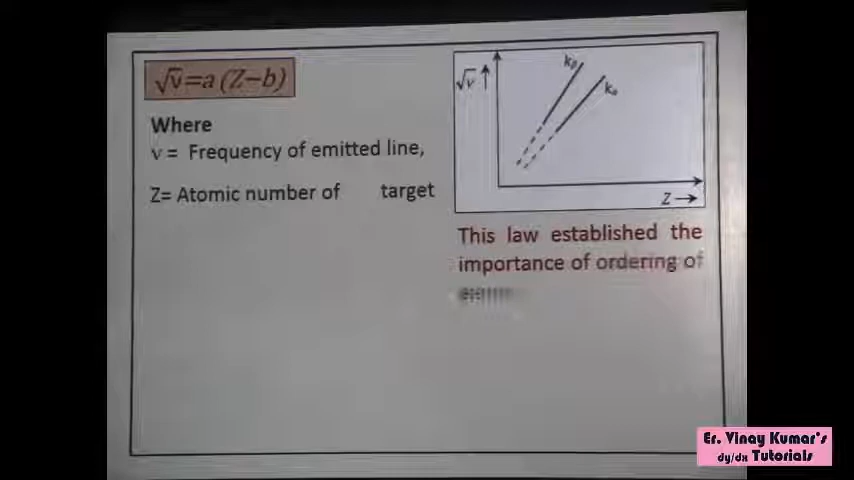 √ν=a (Z−b)
Where
ν = Frequency of emitted line,
Z= Atomic number of target
√ν ↑
kβ
kα
Z →
This law established the
importance of ordering of
Er. Vinay Kumar's
dy/dx Tutorials